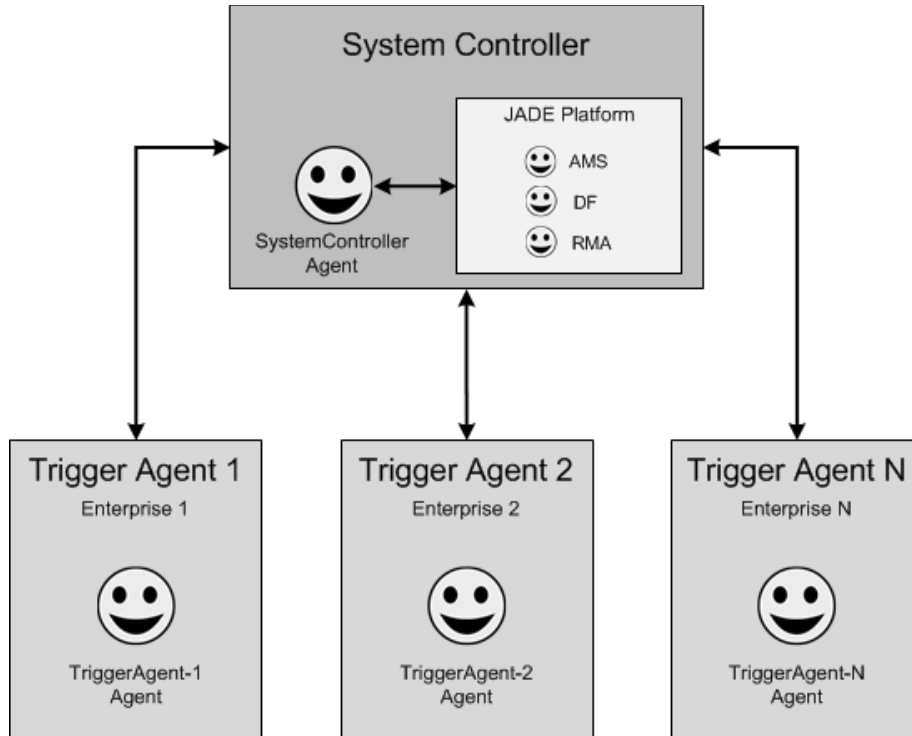 System Controller
JADE Platform
AMS
DF
RMA
SystemController
Agent
Trigger Agent 1
Enterprise 1
TriggerAgent-1
Agent
Trigger Agent 2
Enterprise 2
TriggerAgent-2
Agent
Trigger Agent N
Enterprise N
TriggerAgent-N
Agent